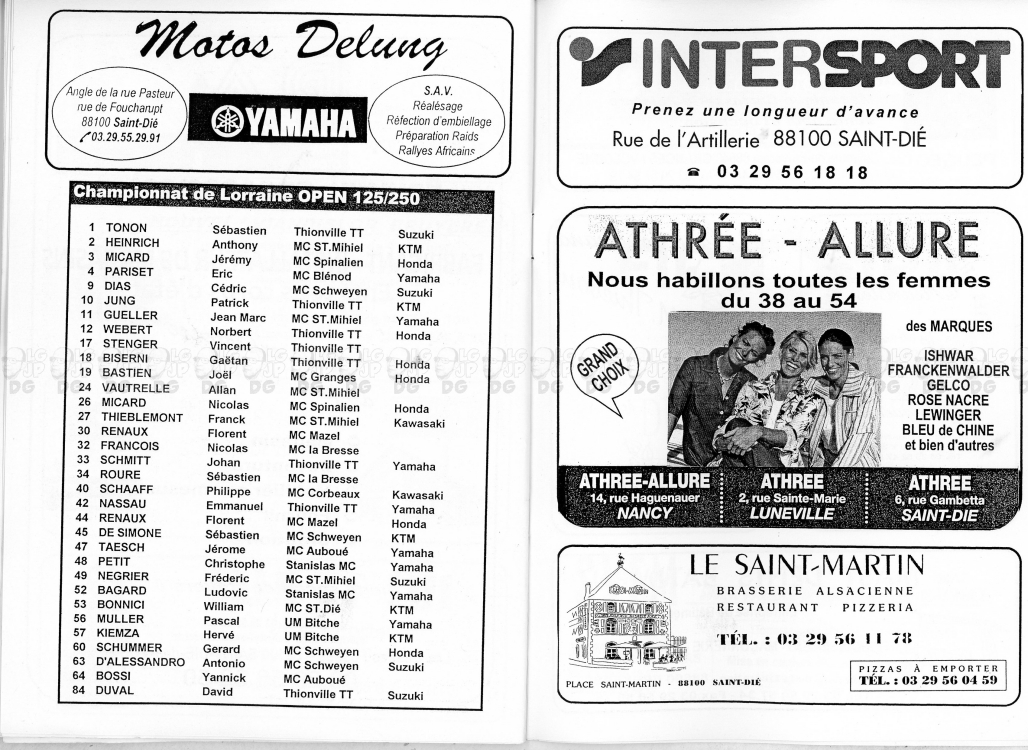 Motos Delung
Angle de la rue Pasteur
rue de Foucharupt
88100 Saint-Dié
03.29.55.29.91
YAMAHA
S.A.V.
Réalésage
Réfection d'embiellage
Préparation Raids
Rallyes Africains
Championnat de Lorraine OPEN 125/250
1 TONON Sébastien Thionville TT Suzuki
2 HEINRICH Anthony MC ST.Mihiel KTM
3 MICARD Jérémy MC Spinalien Honda
4 PARISET Eric MC Blénod Yamaha
9 DIAS Cédric MC Schweyen Suzuki
10 JUNG Patrick Thionville TT KTM
11 GUELLER Jean Marc MC ST.Mihiel Yamaha
12 WEBERT Norbert Thionville TT Honda
17 STENGER Vincent Thionville TT
18 BISERNI Gaëtan Thionville TT Honda
19 BASTIEN Joël MC Granges Honda
24 VAUTRELLE Allan MC ST.Mihiel
26 MICARD Nicolas MC Spinalien Honda
27 THIEBLEMONT Franck MC ST.Mihiel Kawasaki
30 RENAUX Florent MC Mazel
32 FRANCOIS Nicolas MC la Bresse
33 SCHMITT Johan Thionville TT Yamaha
34 ROURE Sébastien MC la Bresse
40 SCHAAFF Philippe MC Corbeaux Kawasaki
42 NASSAU Emmanuel Thionville TT Yamaha
44 RENAUX Florent MC Mazel Honda
45 DE SIMONE Sébastien MC Schweyen KTM
47 TAESCH Jérome MC Auboué Yamaha
48 PETIT Christophe Stanislas MC Yamaha
49 NEGRIER Fréderic MC ST.Mihiel Suzuki
52 BAGARD Ludovic Stanislas MC Yamaha
53 BONNICI William MC ST.Dié KTM
56 MULLER Pascal UM Bitche Yamaha
57 KIEMZA Hervé UM Bitche KTM
60 SCHUMMER Gerard MC Schweyen Honda
63 D'ALESSANDRO Antonio MC Schweyen Suzuki
64 BOSSI Yannick MC Auboué
84 DUVAL David Thionville TT Suzuki
INTERSPORT
Prenez une longueur d'avance
Rue de l'Artillerie 88100 SAINT-DIÉ
☎ 03 29 56 18 18
ATHRÉE - ALLURE
Nous habillons toutes les femmes
du 38 au 54
GRAND
CHOIX
des MARQUES
ISHWAR
FRANCKENWALDER
GELCO
ROSE NACRE
LEWINGER
BLEU de CHINE
et bien d'autres
ATHREE-ALLURE
14, rue Haguenauer
NANCY
ATHREE
2, rue Sainte-Marie
LUNEVILLE
ATHREE
6, rue Gambetta
SAINT-DIE
LE SAINT-MARTIN
BRASSERIE ALSACIENNE
RESTAURANT PIZZERIA
TÉL. : 03 29 56 11 78
PLACE SAINT-MARTIN - 88100 SAINT-DIÉ
PIZZAS À EMPORTER
TÉL. : 03 29 56 04 59